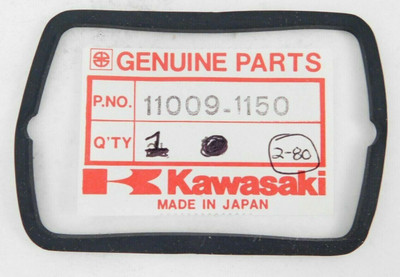 GENUINE PARTS
P.NO. 11009-1150
Q'TY 1 2-80
Kawasaki
MADE IN JAPAN